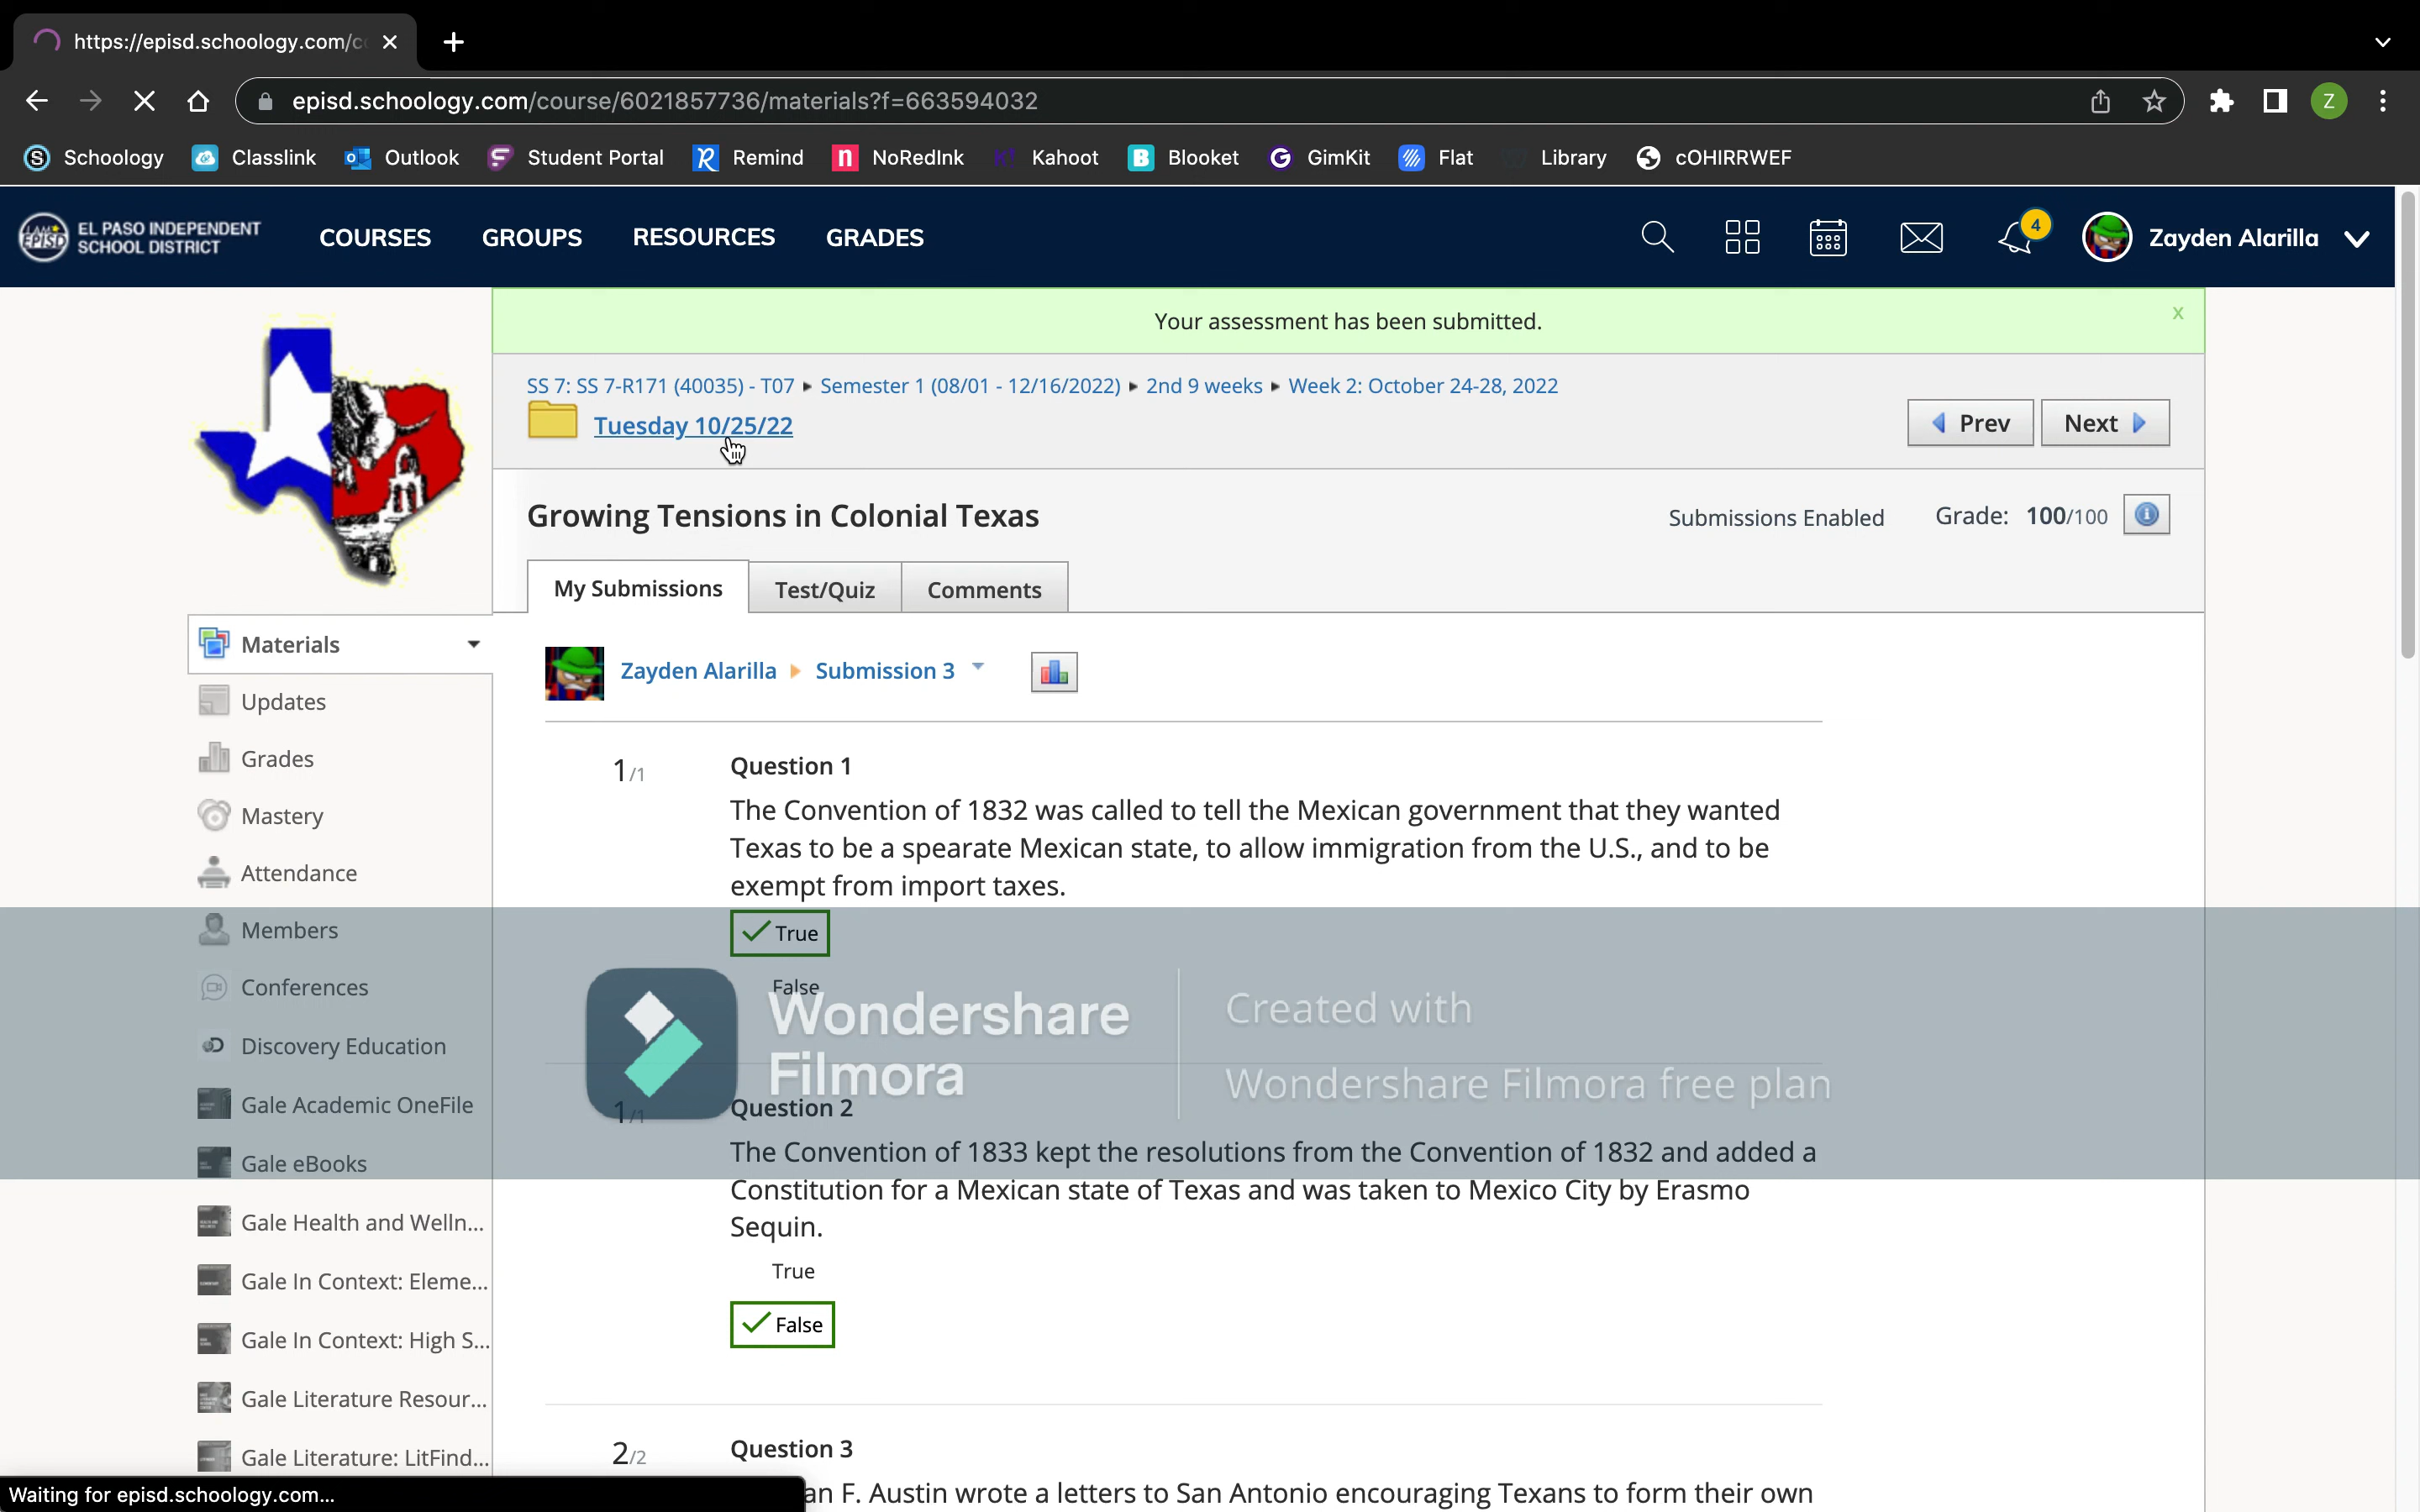 https://episd.schoology.com/c
episd.schoology.com/course/6021857736/materials?f=663594032
Z
Schoology Classlink Outlook Student Portal Remind NoRedInk Kahoot Blooket GimKit Flat Library cOHIRRWEF
EL PASO INDEPENDENT
SCHOOL DISTRICT
COURSES GROUPS RESOURCES GRADES
4
Zayden Alarilla
Your assessment has been submitted.
x
SS 7: SS 7-R171 (40035) - T07 ▸ Semester 1 (08/01 - 12/16/2022) ▸ 2nd 9 weeks ▸ Week 2: October 24-28, 2022
Tuesday 10/25/22
Prev Next
Growing Tensions in Colonial Texas
Submissions Enabled Grade: 100/100
My Submissions Test/Quiz Comments
Zayden Alarilla Submission 3
Materials
Updates
Grades
Mastery
Attendance
Members
Conferences
Discovery Education
Gale Academic OneFile
Gale eBooks
Gale Health and Welln...
Gale In Context: Eleme...
Gale In Context: High S...
Gale Literature Resour...
Gale Literature: LitFind...
1/1 Question 1
The Convention of 1832 was called to tell the Mexican government that they wanted
Texas to be a spearate Mexican state, to allow immigration from the U.S., and to be
exempt from import taxes.
True
False
Wondershare
Filmora
Created with
Wondershare Filmora free plan
1/1 Question 2
The Convention of 1833 kept the resolutions from the Convention of 1832 and added a
Constitution for a Mexican state of Texas and was taken to Mexico City by Erasmo
Sequin.
True
False
2/2 Question 3
an F. Austin wrote a letters to San Antonio encouraging Texans to form their own
Waiting for episd.schoology.com...